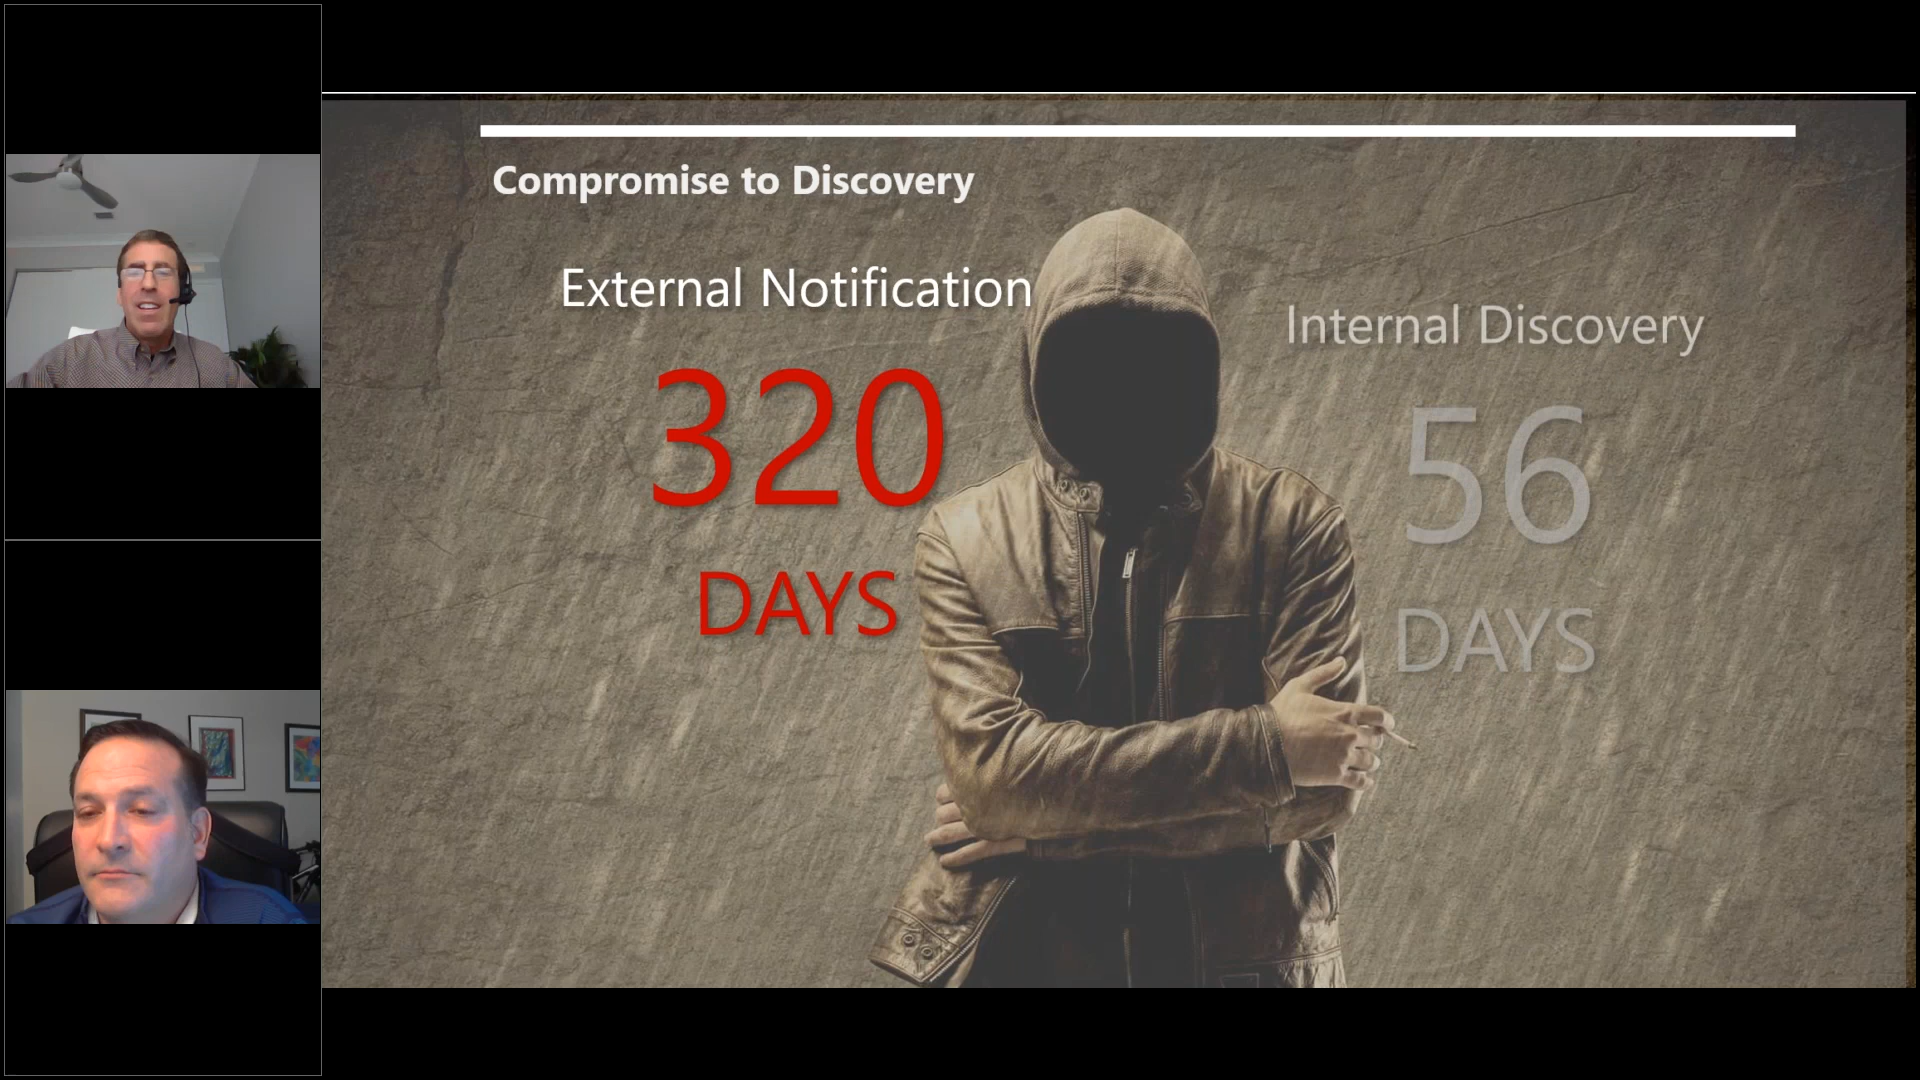 Compromise to Discovery
External Notification
320
DAYS
Internal Discovery
56
DAYS